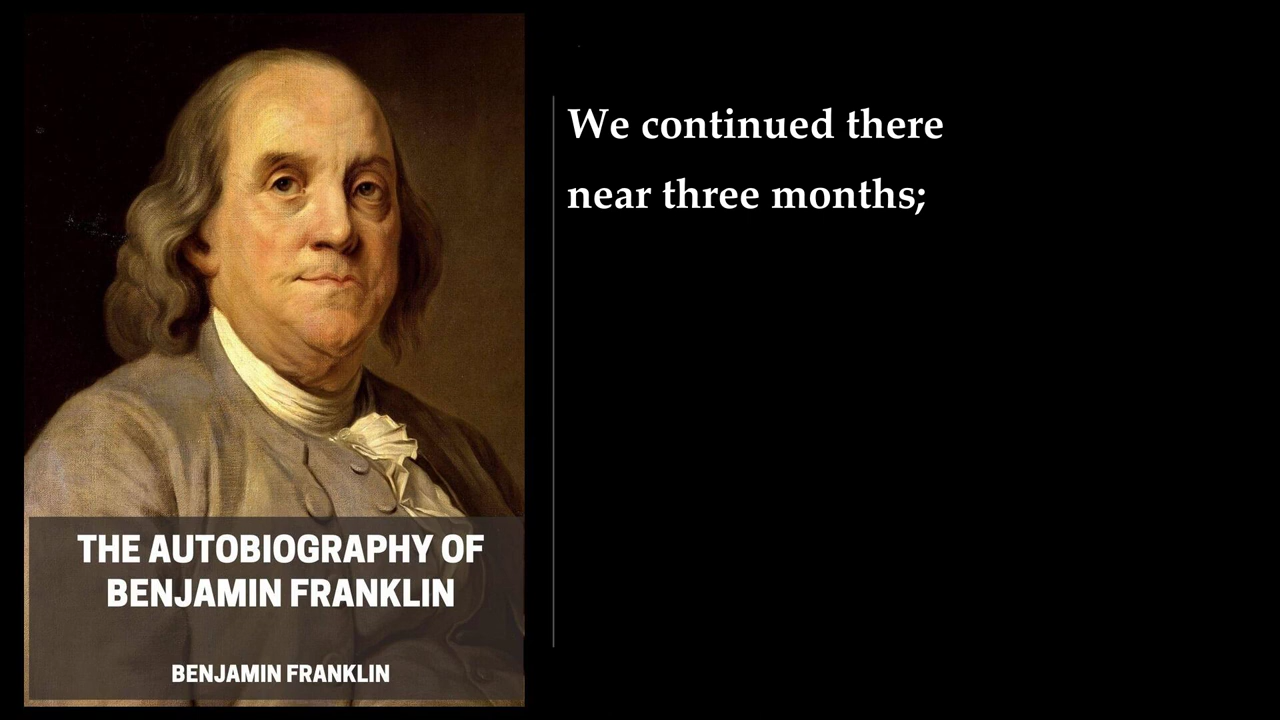 We continued there
near three months;
THE AUTOBIOGRAPHY OF
BENJAMIN FRANKLIN
BENJAMIN FRANKLIN